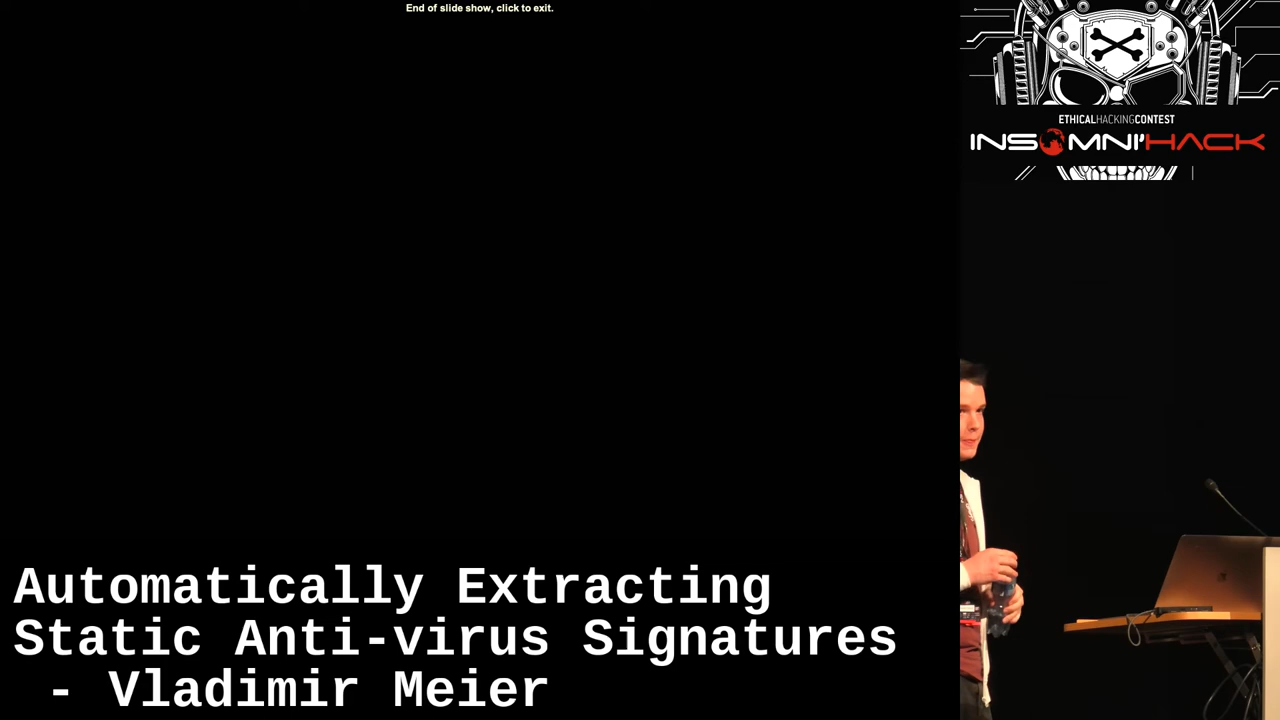 End of slide show, click to exit.
ETHICALHACKINGCONTEST
INSOMNI'HACK
Automatically Extracting
Static Anti-virus Signatures
- Vladimir Meier